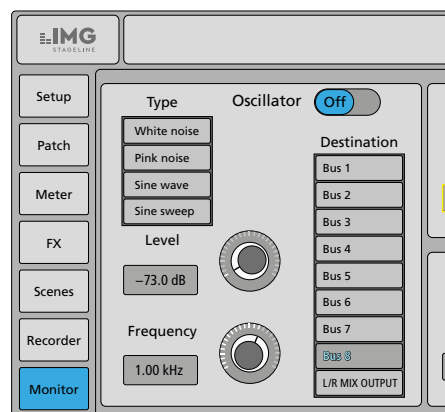 IMG
STAGELINE
Setup
Patch
Meter
FX
Scenes
Recorder
Monitor
Type
White noise
Pink noise
Sine wave
Sine sweep
Level
−73.0 dB
Frequency
1.00 kHz
Oscillator
Off
Destination
Bus 1
Bus 2
Bus 3
Bus 4
Bus 5
Bus 6
Bus 7
Bus 8
L/R MIX OUTPUT